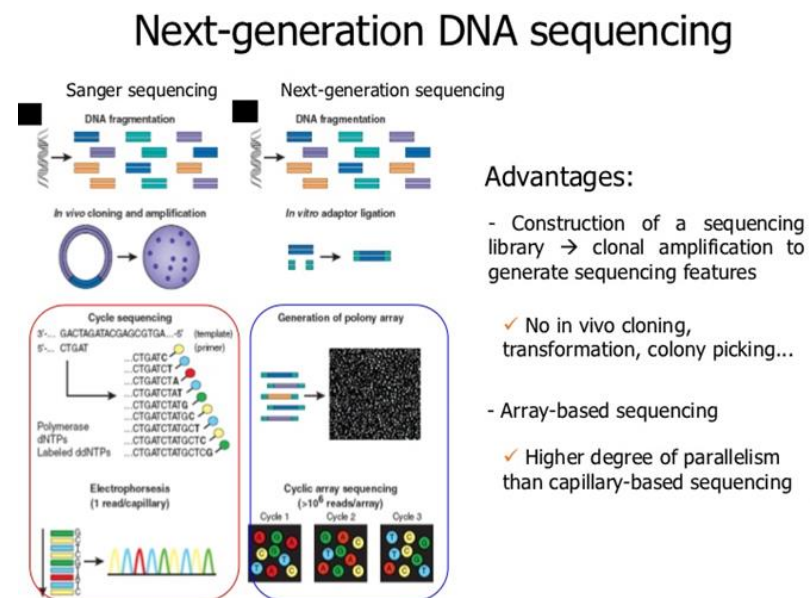 Next-generation DNA sequencing
Sanger sequencing
DNA fragmentation
In vivo cloning and amplification
Cycle sequencing
3'-... GACTAGATACGAGCGTGA...-5' (template)
5'-... CTGAT (primer)
...CTGATC
...CTGATCT
...CTGATCTA
...CTGATCTAT
...CTGATCTATG
...CTGATCTATGC
...CTGATCTATGCT
...CTGATCTATGCTC
...CTGATCTATGCTCG
Polymerase
dNTPs
Labeled ddNTPs
Electrophorsesis
(1 read/capillary)
Next-generation sequencing
DNA fragmentation
In vitro adaptor ligation
Generation of polony array
Cyclic array sequencing
(>10⁶ reads/array)
Cycle 1
Cycle 2
Cycle 3
Advantages:
- Construction of a sequencing
library → clonal amplification to
generate sequencing features
✓ No in vivo cloning,
transformation, colony picking...
- Array-based sequencing
✓ Higher degree of parallelism
than capillary-based sequencing